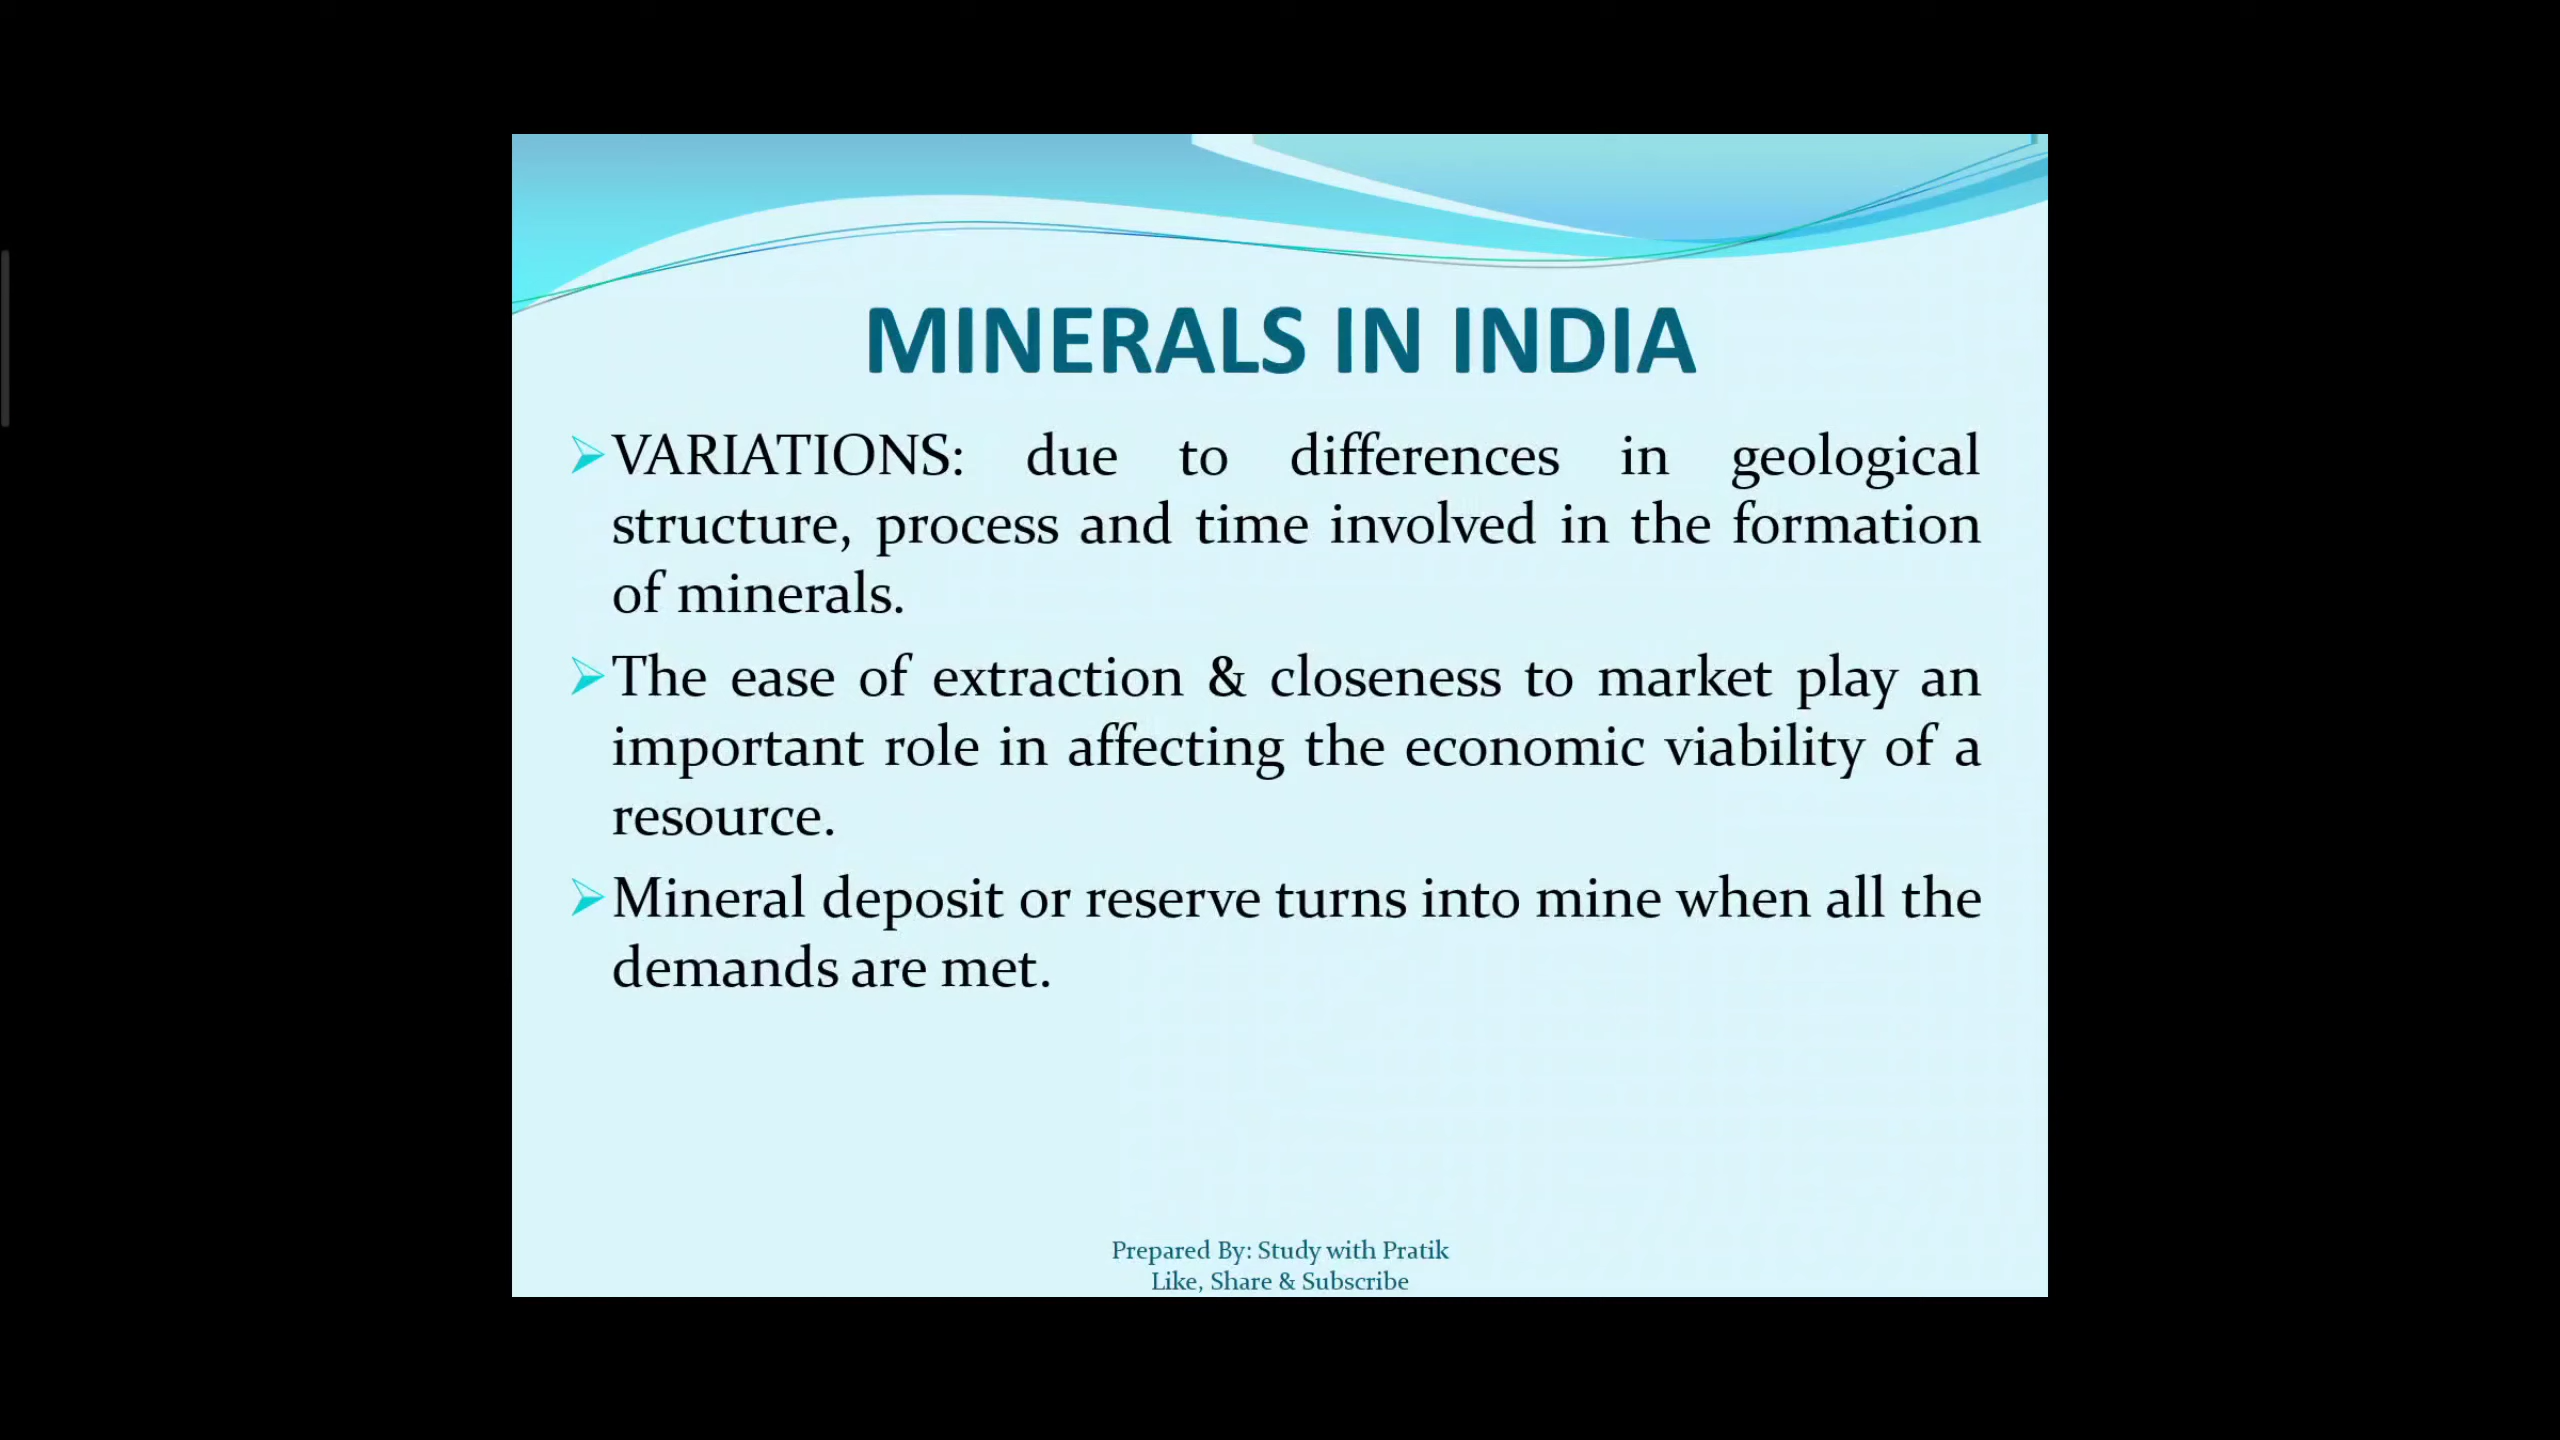 MINERALS IN INDIA
VARIATIONS: due to differences in geological
structure, process and time involved in the formation
of minerals.
The ease of extraction & closeness to market play an
important role in affecting the economic viability of a
resource.
Mineral deposit or reserve turns into mine when all the
demands are met.
Prepared By: Study with Pratik
Like, Share & Subscribe